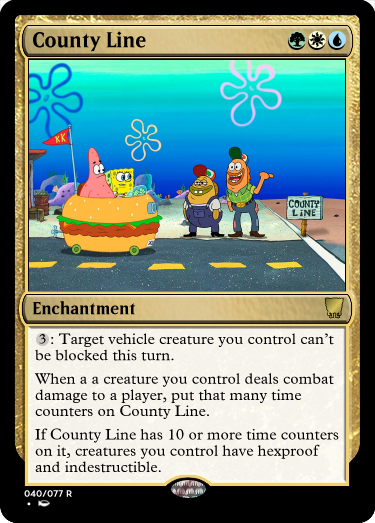 County Line
KK
COUNTY
LINE
Enchantment
3: Target vehicle creature you control can't
be blocked this turn.
When a a creature you control deals combat
damage to a player, put that many time
counters on County Line.
If County Line has 10 or more time counters
on it, creatures you control have hexproof
and indestructible.
040/077 R